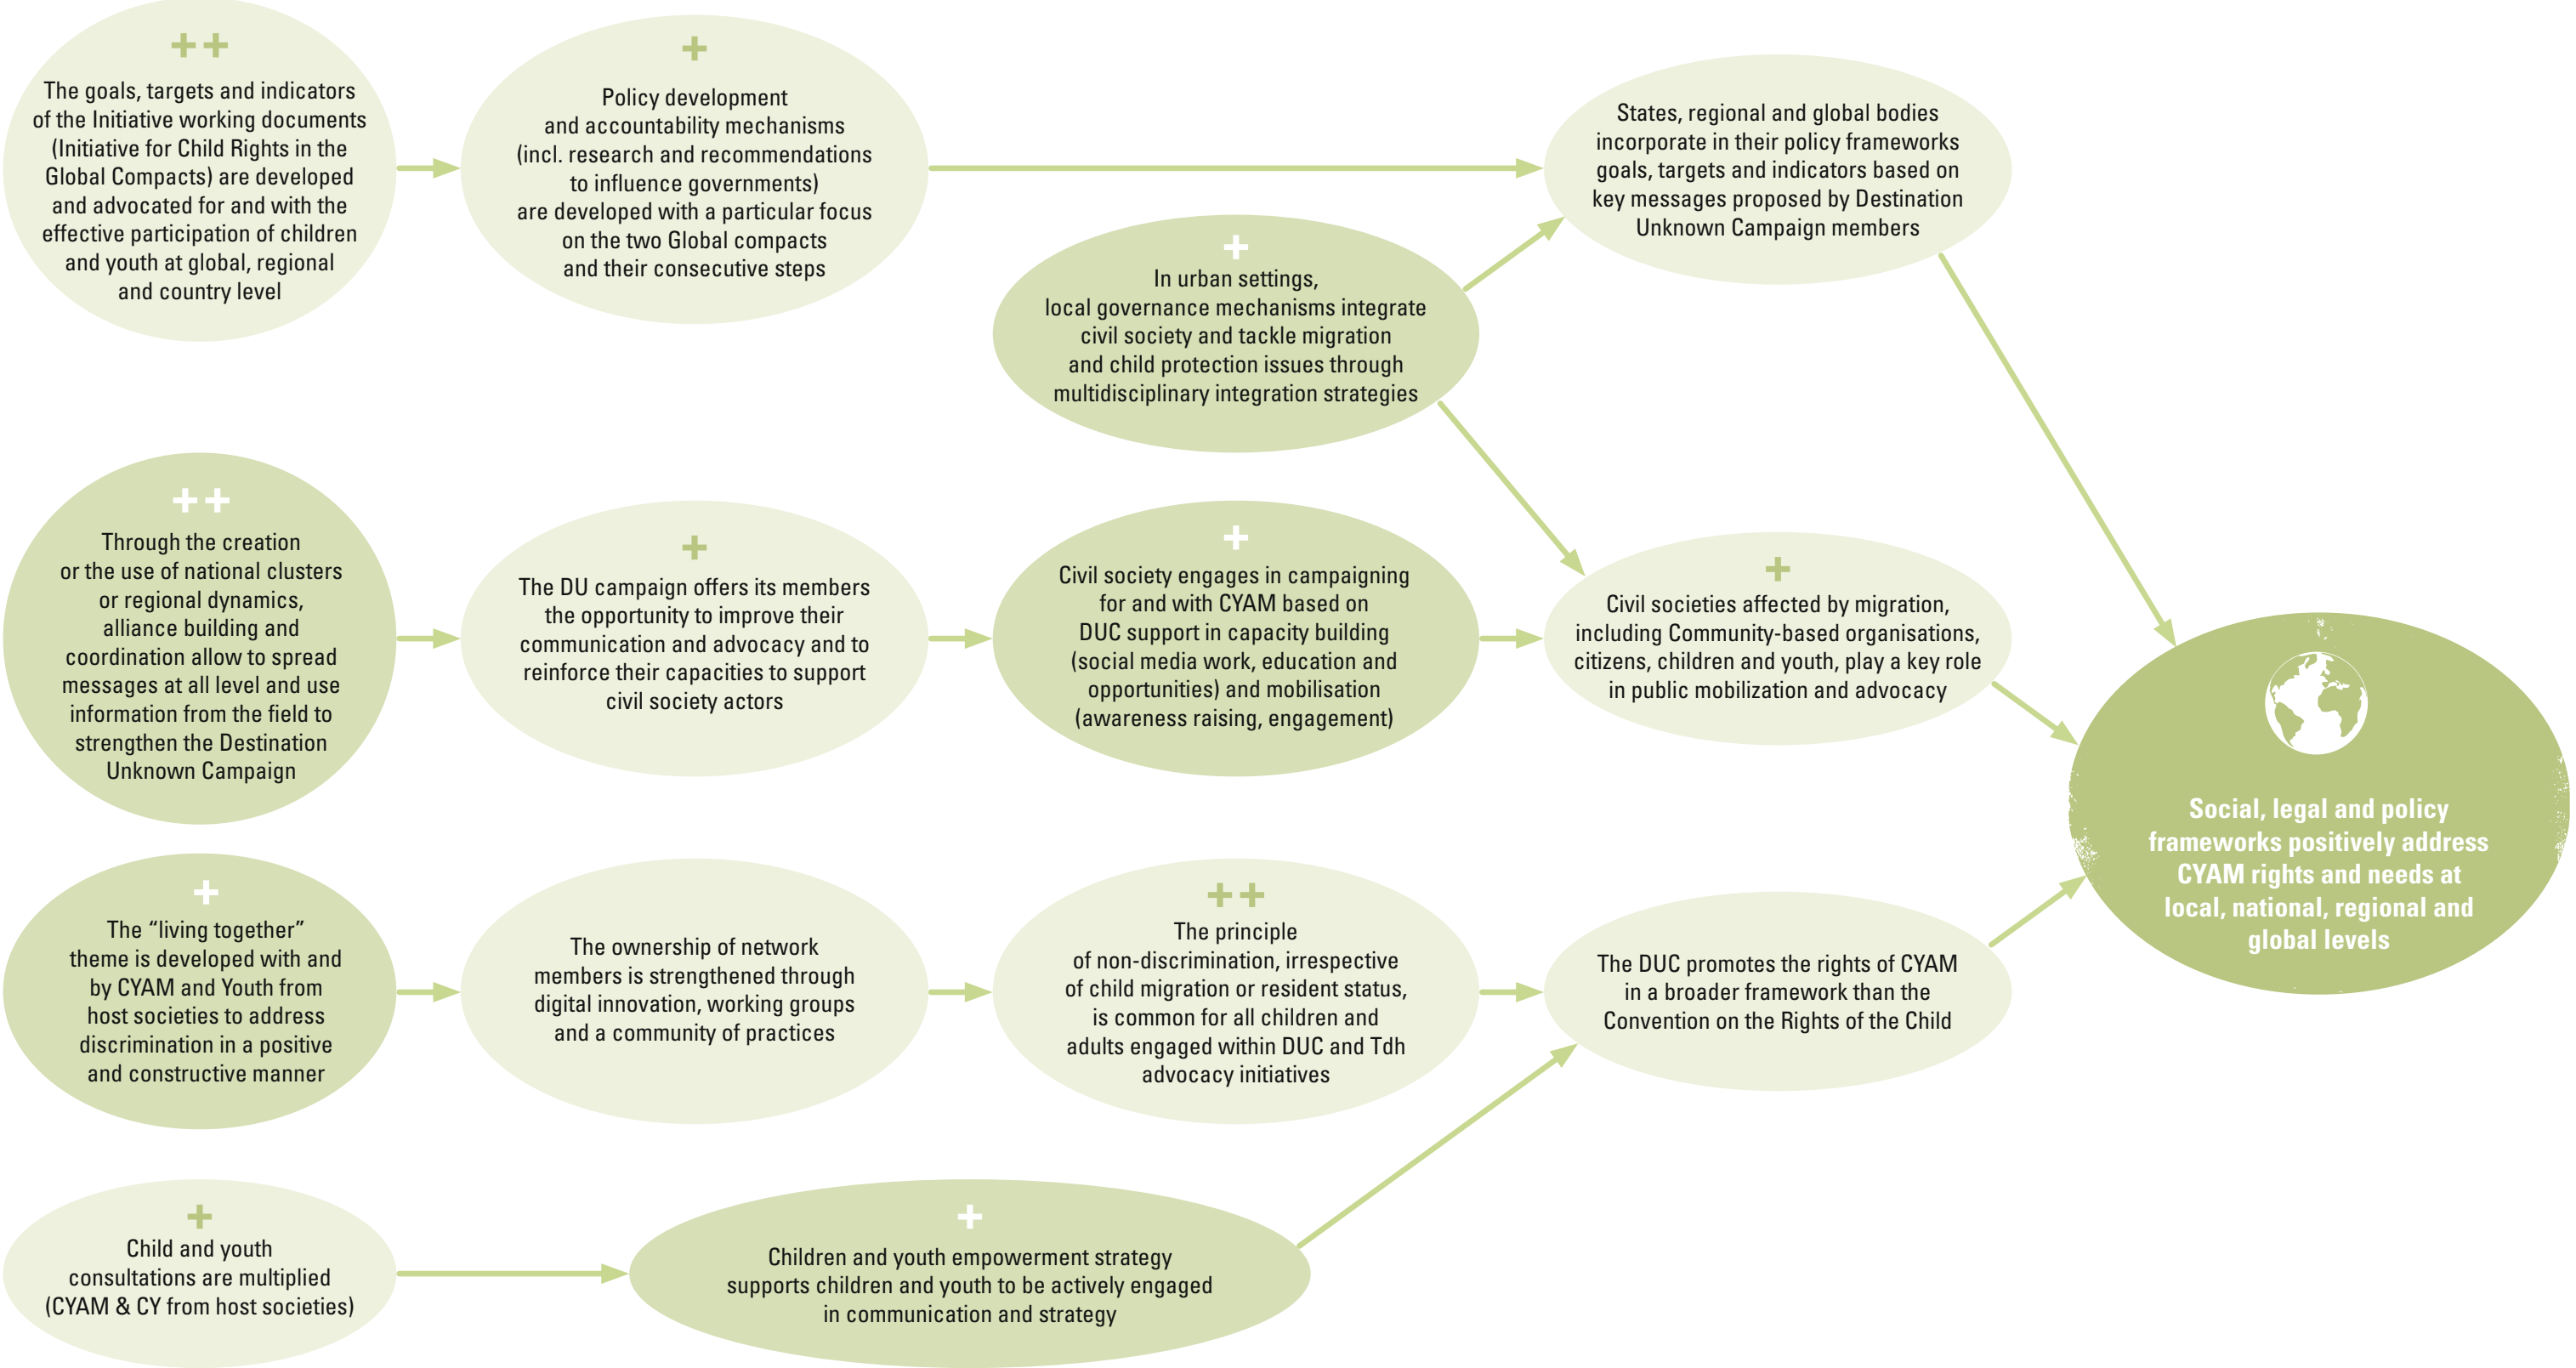 ++
The goals, targets and indicators
of the Initiative working documents
(Initiative for Child Rights in the
Global Compacts) are developed
and advocated for and with the
effective participation of children
and youth at global, regional
and country level
+
Policy development
and accountability mechanisms
(incl. research and recommendations
to influence governments)
are developed with a particular focus
on the two Global compacts
and their consecutive steps
States, regional and global bodies
incorporate in their policy frameworks
goals, targets and indicators based on
key messages proposed by Destination
Unknown Campaign members
+
In urban settings,
local governance mechanisms integrate
civil society and tackle migration
and child protection issues through
multidisciplinary integration strategies
++
Through the creation
or the use of national clusters
or regional dynamics,
alliance building and
coordination allow to spread
messages at all level and use
information from the field to
strengthen the Destination
Unknown Campaign
+
The DU campaign offers its members
the opportunity to improve their
communication and advocacy and to
reinforce their capacities to support
civil society actors
+
Civil society engages in campaigning
for and with CYAM based on
DUC support in capacity building
(social media work, education and
opportunities) and mobilisation
(awareness raising, engagement)
+
Civil societies affected by migration,
including Community-based organisations,
citizens, children and youth, play a key role
in public mobilization and advocacy
Social, legal and policy
frameworks positively address
CYAM rights and needs at
local, national, regional and
global levels
+
The “living together”
theme is developed with and
by CYAM and Youth from
host societies to address
discrimination in a positive
and constructive manner
The ownership of network
members is strengthened through
digital innovation, working groups
and a community of practices
++
The principle
of non-discrimination, irrespective
of child migration or resident status,
is common for all children and
adults engaged within DUC and Tdh
advocacy initiatives
The DUC promotes the rights of CYAM
in a broader framework than the
Convention on the Rights of the Child
+
Child and youth
consultations are multiplied
(CYAM & CY from host societies)
+
Children and youth empowerment strategy
supports children and youth to be actively engaged
in communication and strategy